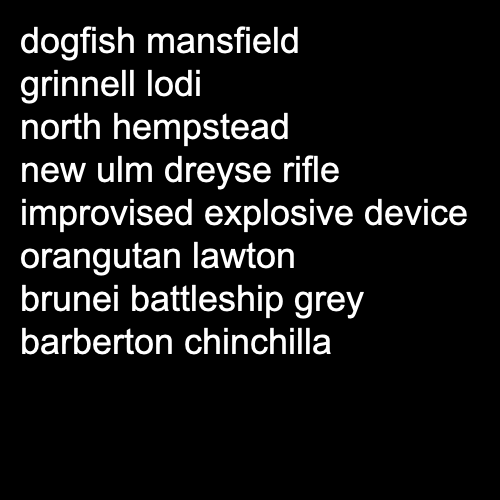 dogfish mansfield
grinnell lodi
north hempstead
new ulm dreyse rifle
improvised explosive device
orangutan lawton
brunei battleship grey
barberton chinchilla